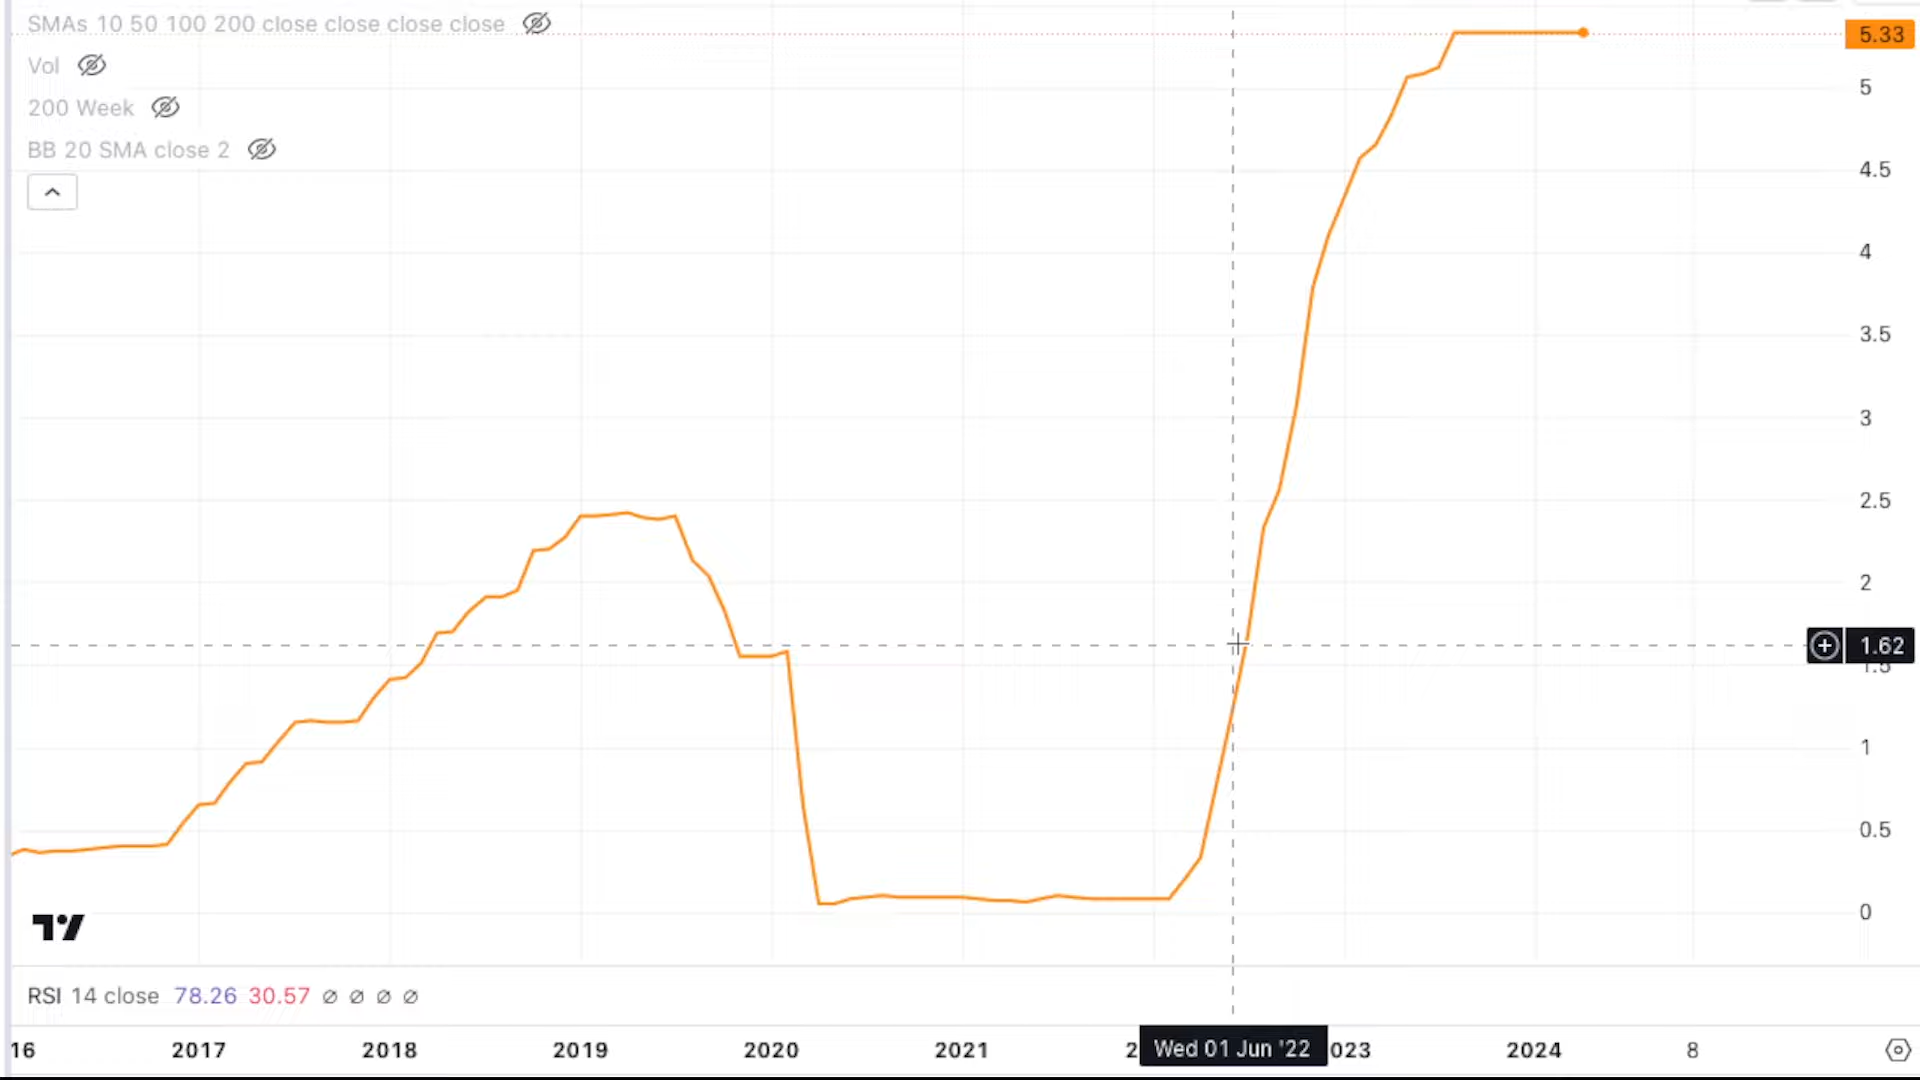 SMAs 10 50 100 200 close close close close
5.33
Vol
5
200 Week
BB 20 SMA close 2
4.5
4
3.5
3
2.5
2
1.62
1.5
1
0.5
0
RSI 14 close 78.26 30.57 ∅ ∅ ∅ ∅
16 2017 2018 2019 2020 2021 2 Wed 01 Jun '22 023 2024 8